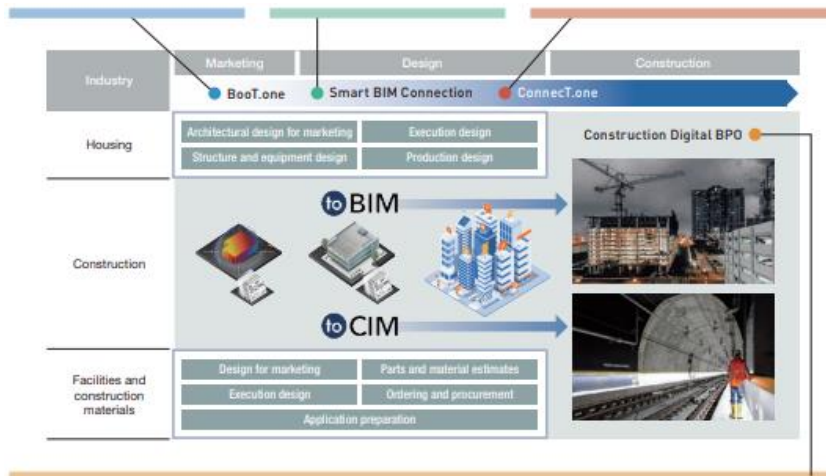 Industry
Marketing
Design
Construction
BooT.one
Smart BIM Connection
ConnecT.one
Housing
Architectural design for marketing
Execution design
Structure and equipment design
Production design
Construction Digital BPO
Construction
to BIM
to CIM
Facilities and
construction
materials
Design for marketing
Parts and material estimates
Execution design
Ordering and procurement
Application preparation